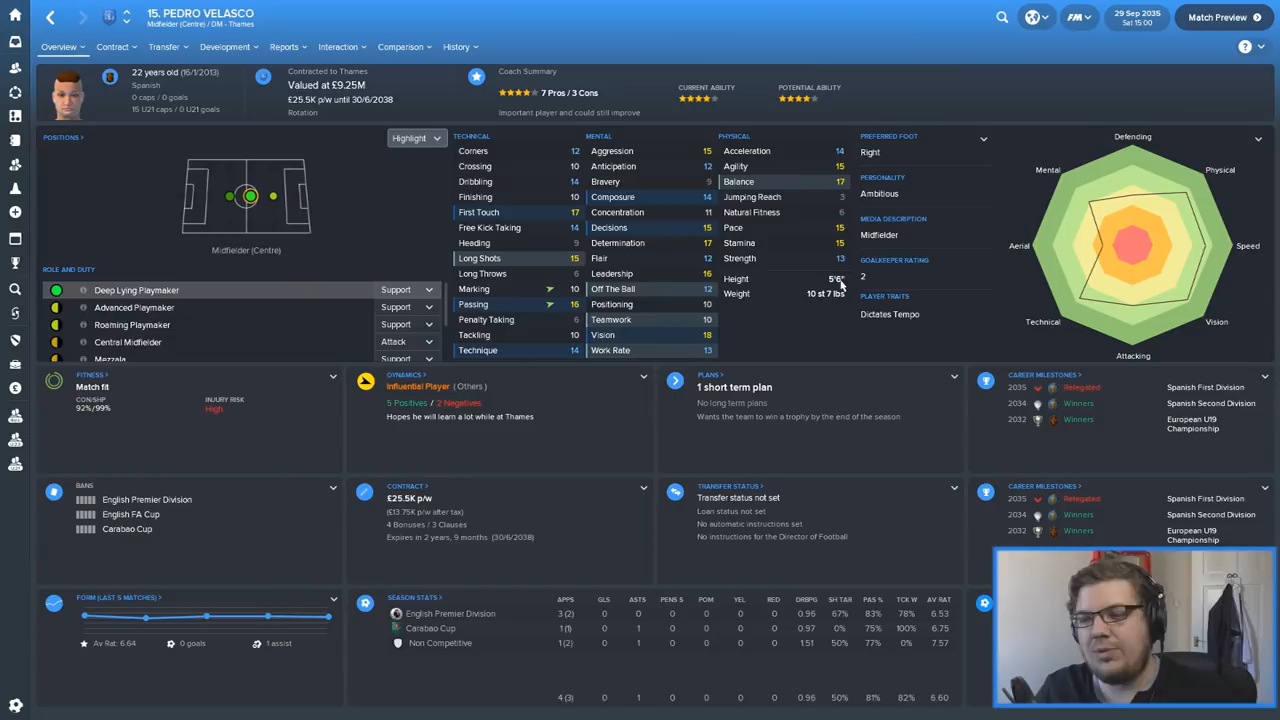 15. PEDRO VELASCO
Midfielder (Centre) / DM - Thames
FM
29 Sep 2035
Sat 15:00
Match Preview
Overview
Contract
Transfer
Development
Reports
Interaction
Comparison
History
?
22 years old (16/1/2013)
Spanish
0 caps / 0 goals
15 U21 caps / 0 U21 goals
Contracted to Thames
Valued at £9.25M
£25.5K p/w until 30/6/2038
Rotation
Coach Summary
7 Pros / 3 Cons
Important player and could still improve
CURRENT ABILITY
POTENTIAL ABILITY
POSITIONS >
Highlight
Midfielder (Centre)
ROLE AND DUTY
Deep Lying Playmaker Support
Advanced Playmaker Support
Roaming Playmaker Support
Central Midfielder Attack
Mezzala Support
TECHNICAL
Corners 12
Crossing 10
Dribbling 14
Finishing 10
First Touch 17
Free Kick Taking 14
Heading 9
Long Shots 15
Long Throws 6
Marking 10
Passing 16
Penalty Taking 6
Tackling 10
Technique 14
MENTAL
Aggression 15
Anticipation 12
Bravery 9
Composure 14
Concentration 11
Decisions 15
Determination 17
Flair 12
Leadership 16
Off The Ball 12
Positioning 10
Teamwork 10
Vision 18
Work Rate 13
PHYSICAL
Acceleration 14
Agility 15
Balance 17
Jumping Reach 3
Natural Fitness 6
Pace 15
Stamina 15
Strength 13
Height 5'6"
Weight 10 st 7 lbs
PREFERRED FOOT
Right
PERSONALITY
Ambitious
MEDIA DESCRIPTION
Midfielder
GOALKEEPER RATING
2
PLAYER TRAITS
Dictates Tempo
Defending
Mental
Physical
Aerial
Speed
Technical
Vision
Attacking
FITNESS >
Match fit
CON/SHP
92%/99%
INJURY RISK
High
DYNAMICS >
Influential Player ( Others )
5 Positives / 2 Negatives
Hopes he will learn a lot while at Thames
PLANS >
1 short term plan
No long term plans
Wants the team to win a trophy by the end of the season
CAREER MILESTONES >
2035 Relegated Spanish First Division
2034 Winners Spanish Second Division
2032 Winners European U19 Championship
BANS
English Premier Division
English FA Cup
Carabao Cup
CONTRACT >
£25.5K p/w
(£13.75K p/w after tax)
4 Bonuses / 3 Clauses
Expires in 2 years, 9 months (30/6/2038)
TRANSFER STATUS >
Transfer status not set
Loan status not set
No automatic instructions set
No instructions for the Director of Football
CAREER MILESTONES >
2035 Relegated Spanish First Division
2034 Winners Spanish Second Division
2032 Winners European U19 Championship
FORM (LAST 5 MATCHES) >
Av Rat: 6.64
0 goals
1 assist
SEASON STATS > APPS GLS ASTS PENS S POM YEL RED DRBPG SH TAR PAS % TCK W AV RAT
English Premier Division 3 (2) 0 0 0 0 0 0 0.96 67% 83% 78% 6.53
Carabao Cup 1 (1) 0 1 0 0 0 0 0.97 0% 75% 100% 6.75
Non Competitive 1 (2) 0 1 0 0 0 0 1.51 50% 77% 0% 7.57
4 (3) 0 1 0 0 0 0 0.96 50% 81% 82% 6.60